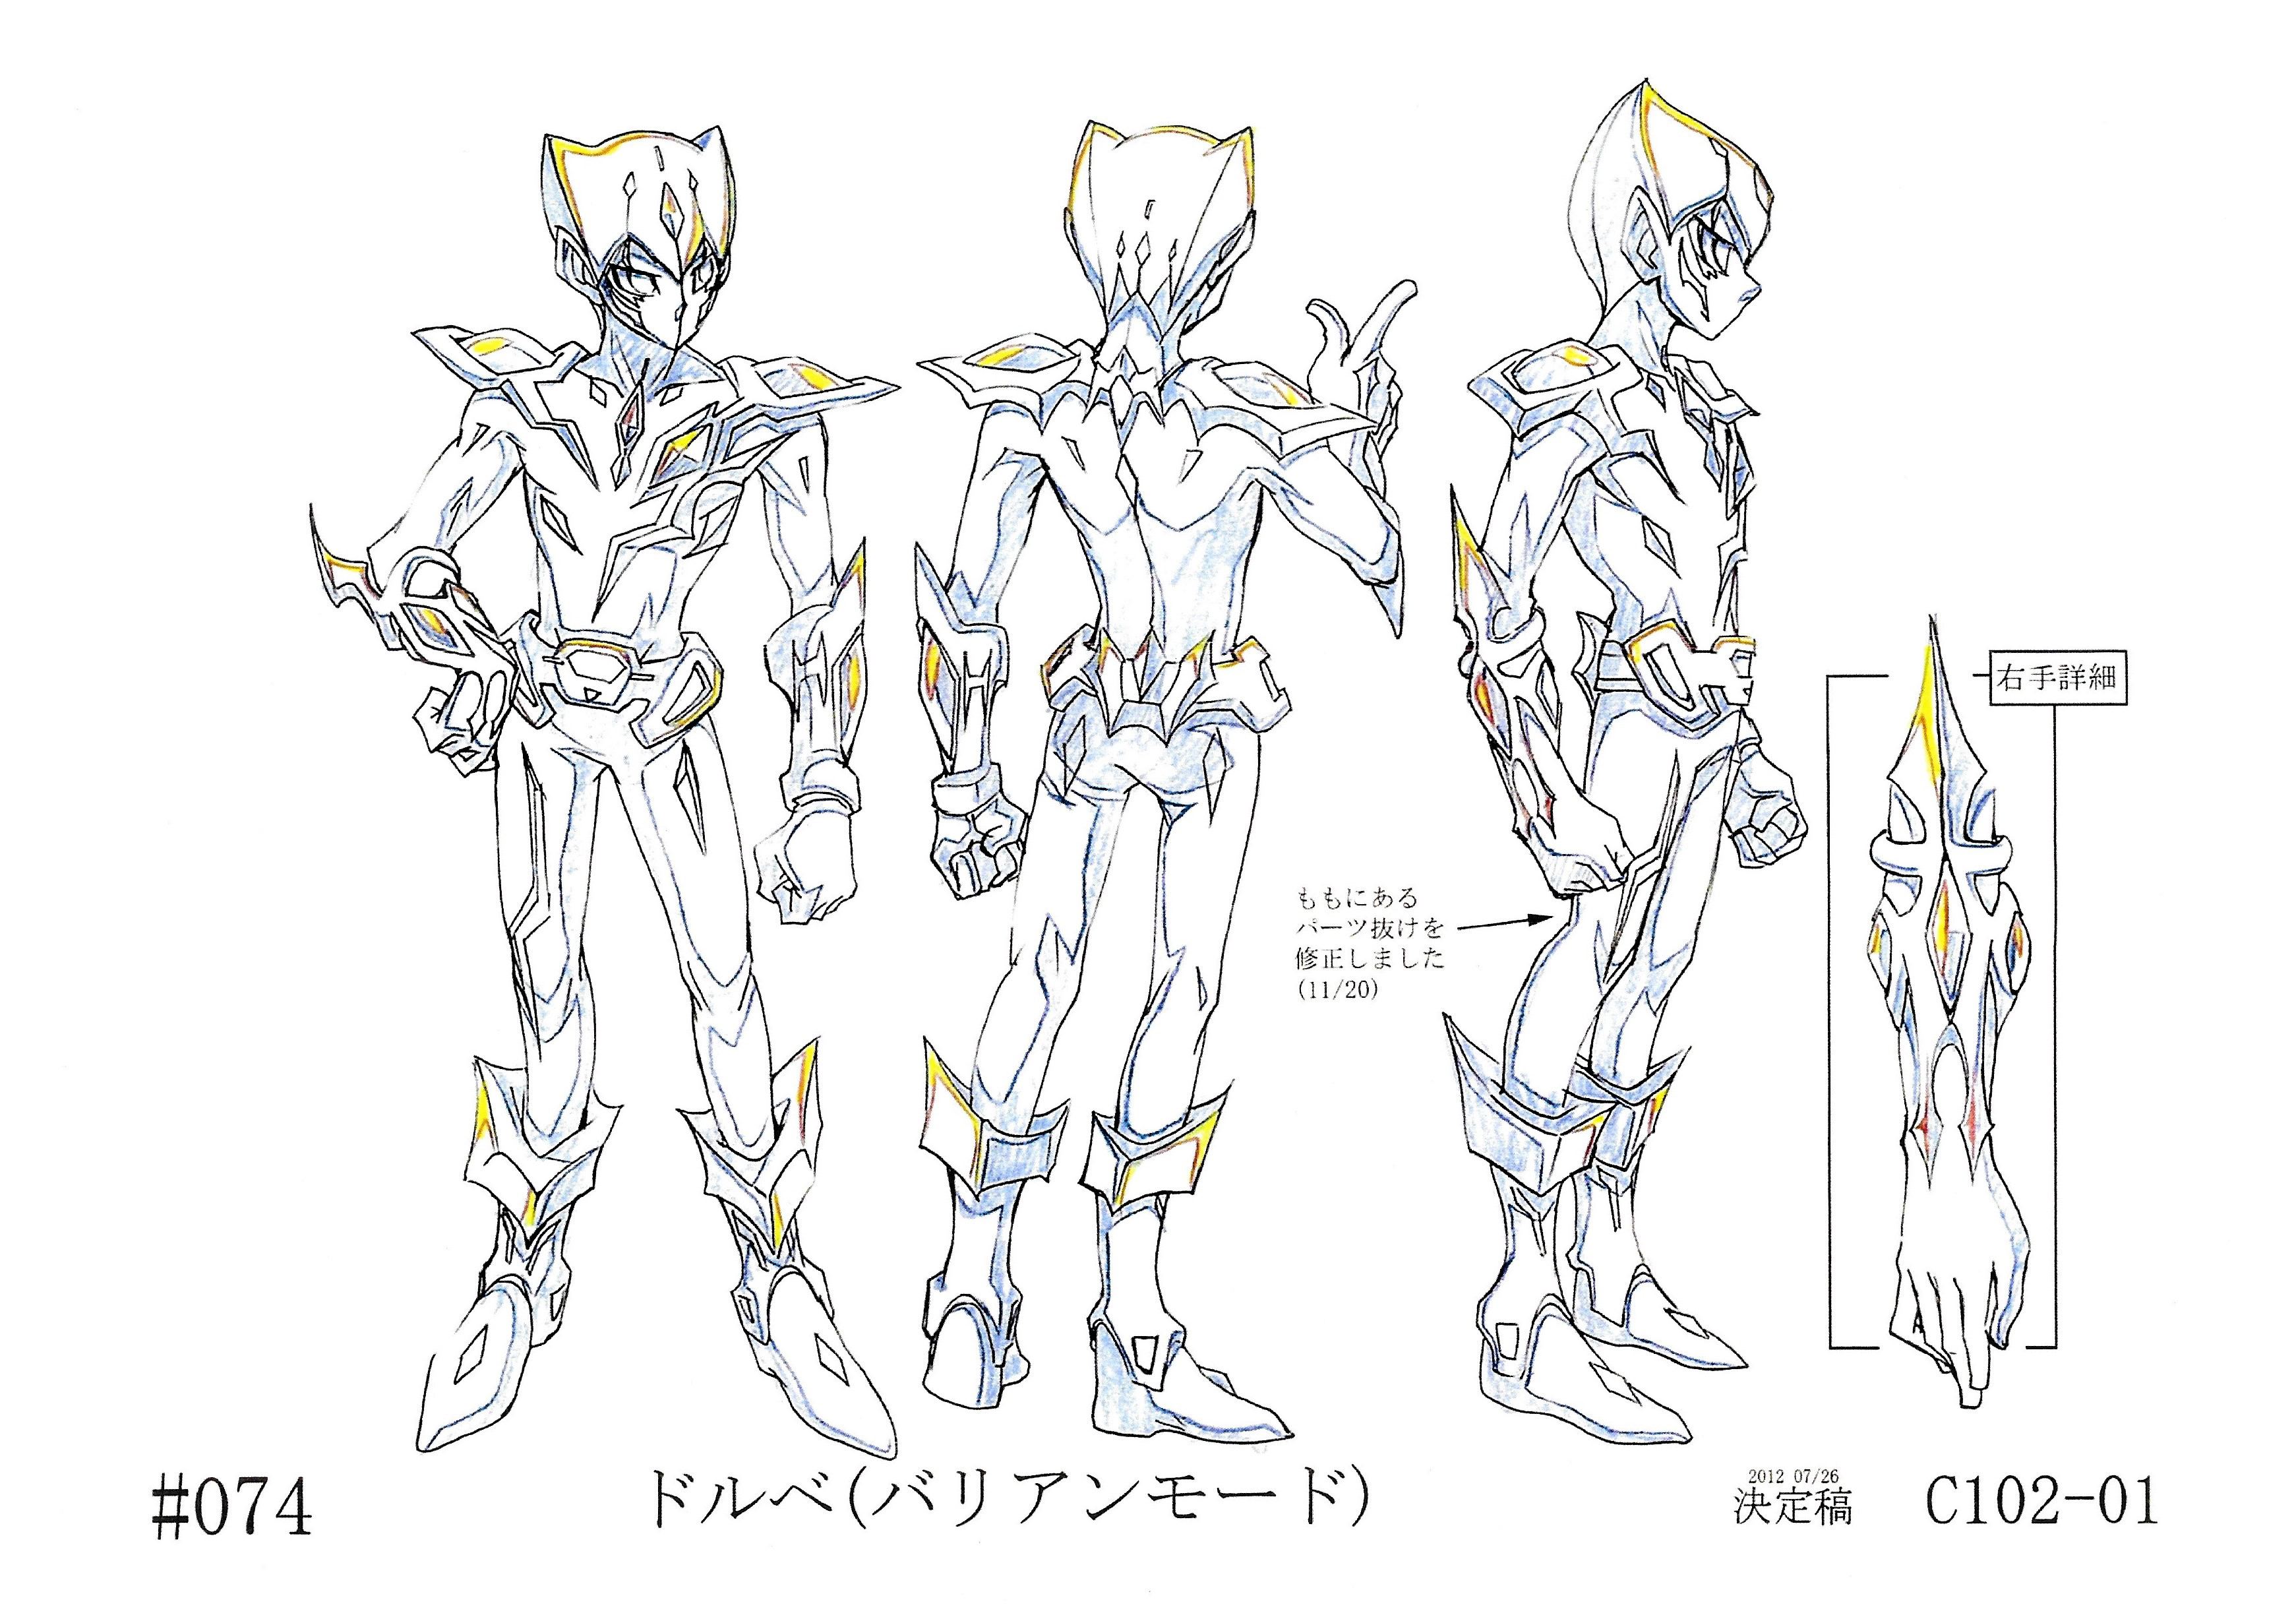 右手詳細
ももにある
パーツ抜けを
修正しました
(11/20)
#074
ドルベ(バリアンモード)
2012 07/26
決定稿
C102-01